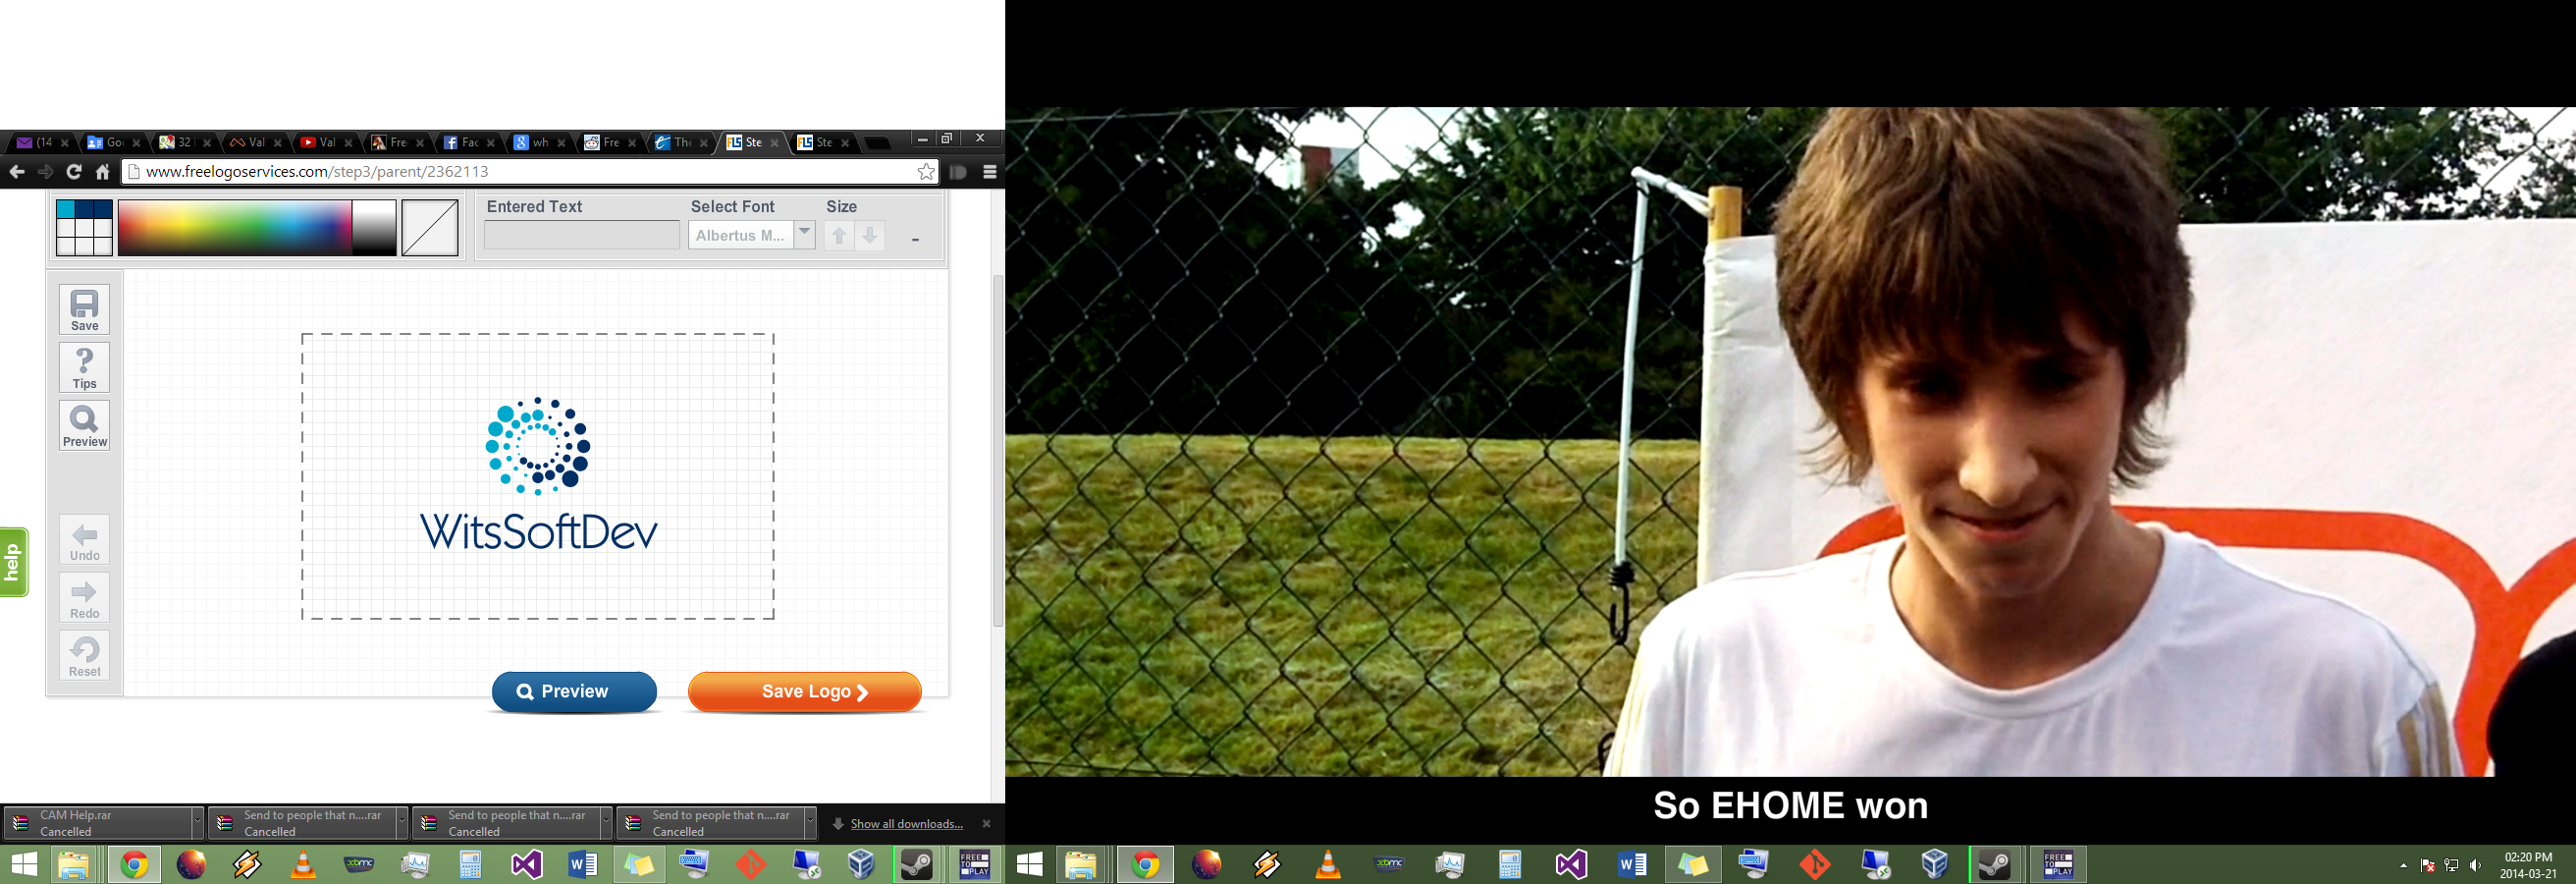 (14
Goo
32
Val
Val
Fre
Fac
wh
Fre
The
Ste
Ste
www.freelogoservices.com/step3/parent/2362113
Entered Text
Select Font
Size
Albertus M...
-
Save
Tips
Preview
Undo
Redo
Reset
help
WitsSoftDev
Preview
Save Logo
CAM Help.rar
Cancelled
Send to people that n....rar
Cancelled
Send to people that n....rar
Cancelled
Send to people that n....rar
Cancelled
Show all downloads...
So EHOME won
xbmc
FREE
TO
PLAY
xbmc
FREE
TO
PLAY
02:20 PM
2014-03-21